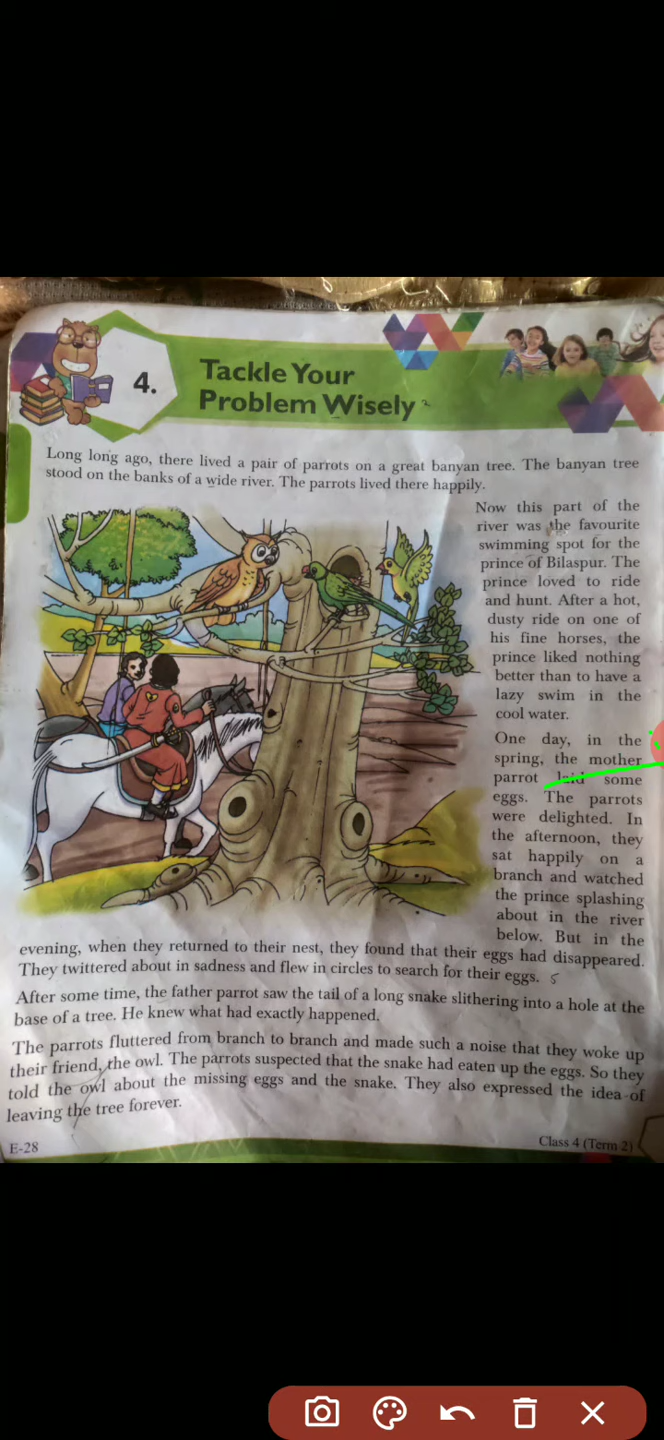 4.
Tackle Your
Problem Wisely
Long long ago, there lived a pair of parrots on a great banyan tree. The banyan tree
stood on the banks of a wide river. The parrots lived there happily.
Now this part of the
river was the favourite
swimming spot for the
prince of Bilaspur. The
prince loved to ride
and hunt. After a hot,
dusty ride on one of
his fine horses, the
prince liked nothing
better than to have a
lazy swim in the
cool water.
One day, in the
spring, the mother
parrot laid some
eggs. The parrots
were delighted. In
the afternoon, they
sat happily on a
branch and watched
the prince splashing
about in the river
below. But in the
evening, when they returned to their nest, they found that their eggs had disappeared.
They twittered about in sadness and flew in circles to search for their eggs.
After some time, the father parrot saw the tail of a long snake slithering into a hole at the
base of a tree. He knew what had exactly happened.
The parrots fluttered from branch to branch and made such a noise that they woke up
their friend, the owl. The parrots suspected that the snake had eaten up the eggs. So they
told the owl about the missing eggs and the snake. They also expressed the idea of
leaving the tree forever.
E-28
Class 4 (Term 2)